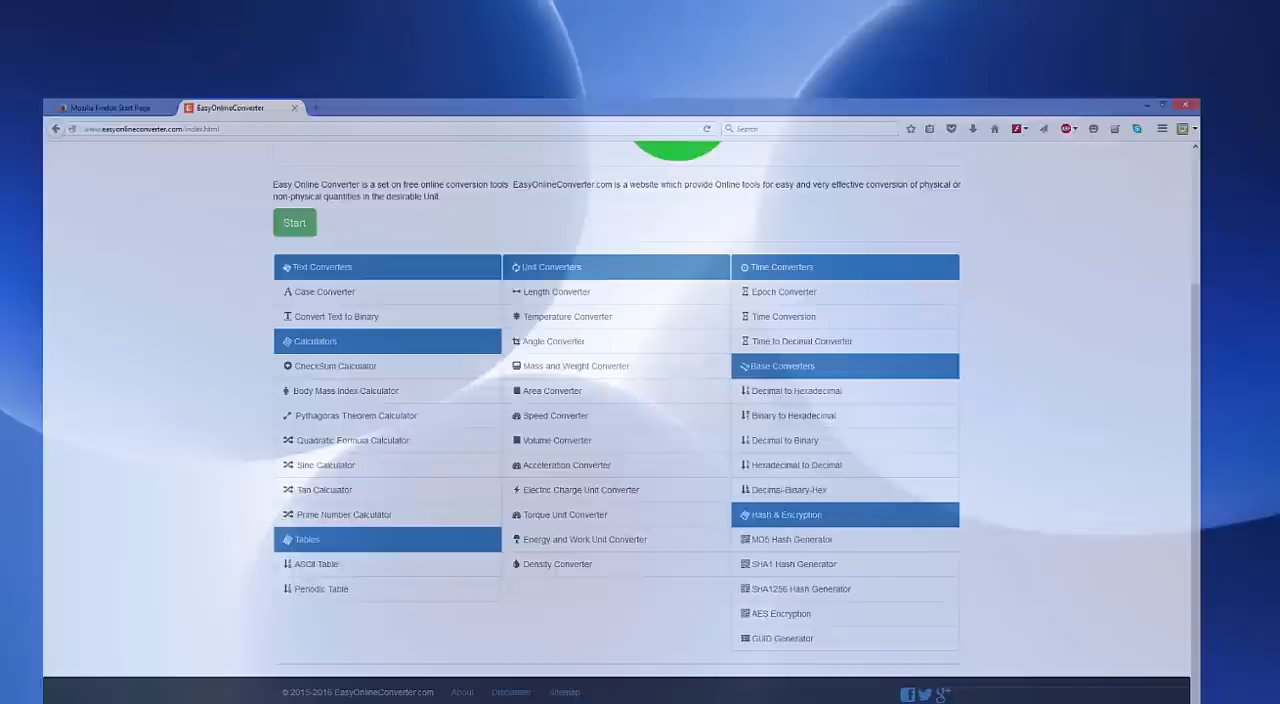 Mozilla Firefox Start Page
EasyOnlineConverter
www.easyonlineconverter.com/index.html
Search
Easy Online Converter is a set on free online conversion tools EasyOnlineConverter.com is a website which provide Online tools for easy and very effective conversion of physical or
non-physical quantities in the desirable Unit
Start
Text Converters
Case Converter
Convert Text to Binary
Calculators
CheckSum Calculator
Body Mass Index Calculator
Pythagoras Theorem Calculator
Quadratic Formula Calculator
Sine Calculator
Tan Calculator
Prime Number Calculator
Tables
ASCII Table
Periodic Table
Unit Converters
Length Converter
Temperature Converter
Angle Converter
Mass and Weight Converter
Area Converter
Speed Converter
Volume Converter
Acceleration Converter
Electric Charge Unit Converter
Torque Unit Converter
Energy and Work Unit Converter
Density Converter
Time Converters
Epoch Converter
Time Conversion
Time to Decimal Converter
Base Converters
Decimal to Hexadecimal
Binary to Hexadecimal
Decimal to Binary
Hexadecimal to Decimal
Decimal-Binary-Hex
Hash & Encryption
MD5 Hash Generator
SHA1 Hash Generator
SHA1256 Hash Generator
AES Encryption
GUID Generator
© 2015-2016 EasyOnlineConverter.com About Disclaimer Sitemap